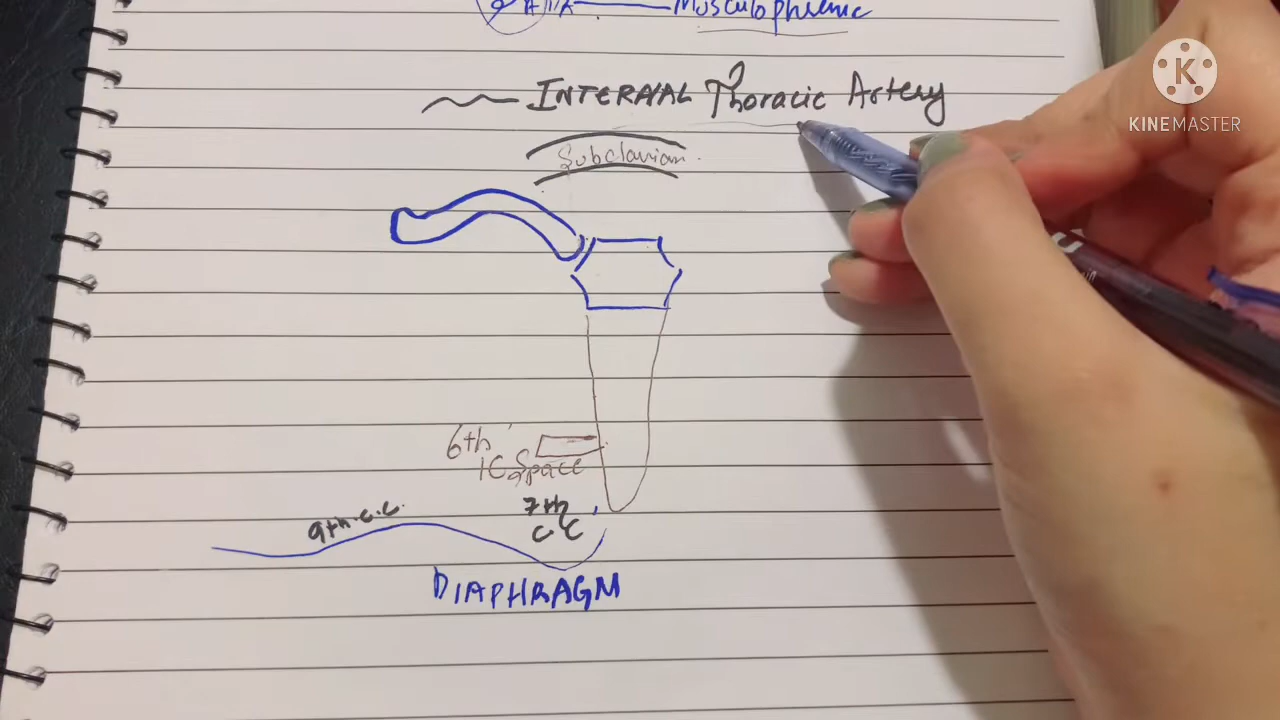 Musculophrenic
INTERNAL Thoracic Artery
K
KINEMASTER
Subclavian
6th
IC Space
9th.C.C.
7th
C.C
DIAPHRAGM